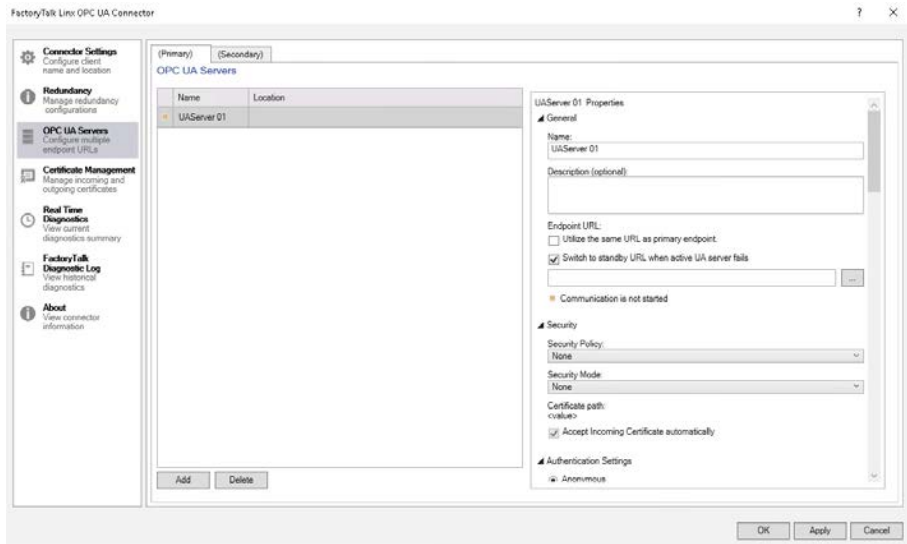 FactoryTalk Linx OPC UA Connector
?
Connector Settings
Configure client
name and location
Redundancy
Manage redundancy
configurations
OPC UA Servers
Configure multiple
endpoint URLs
Certificate Management
Manage incoming and
outgoing certificates
Real Time
Diagnostics
View current
diagnostics summary
FactoryTalk
Diagnostic Log
View historical
diagnostics
About
View connector
information
(Primary) (Secondary)
OPC UA Servers
Name Location
UAServer 01
Add Delete
UAServer 01 Properties
General
Name:
UAServer 01
Description (optional)
Endpoint URL:
Utilize the same URL as primary endpoint.
Switch to standby URL when active UA server fails
...
Communication is not started
Security
Security Policy:
None
Security Mode:
None
Certificate path:
<value>
Accept Incoming Certificate automatically
Authentication Settings
Anonymous
OK Apply Cancel